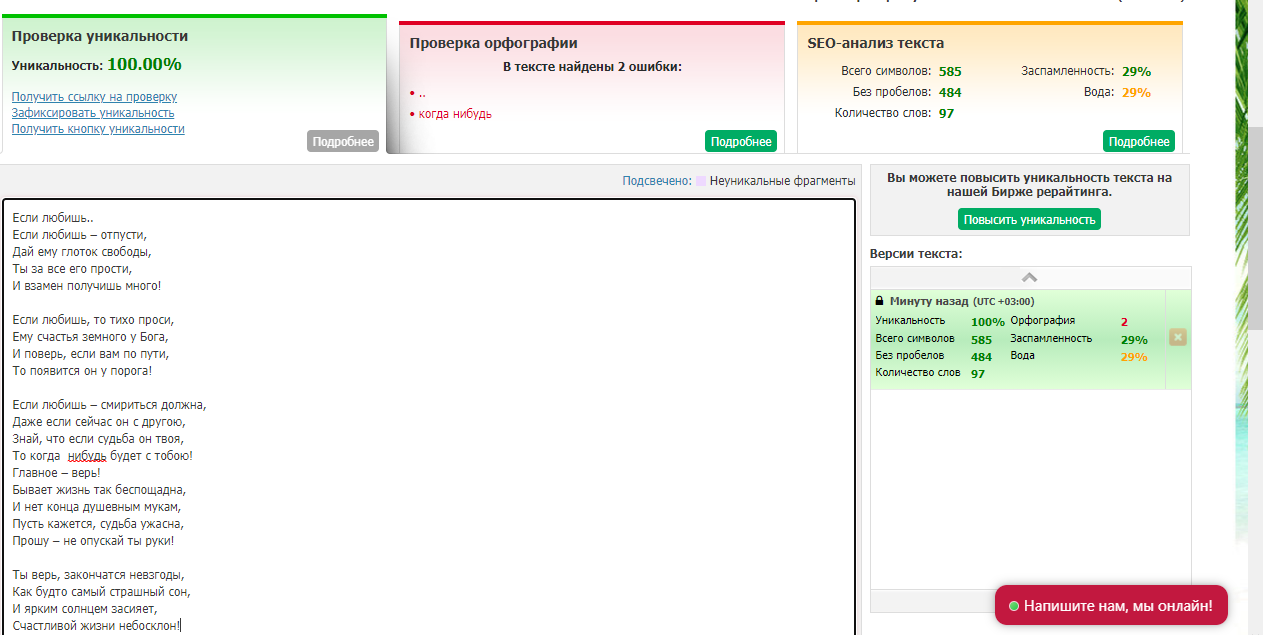 Проверка уникальности
Уникальность: 100.00%
Получить ссылку на проверку
Зафиксировать уникальность
Получить кнопку уникальности
Подробнее
Проверка орфографии
В тексте найдены 2 ошибки:
• ..
• когда нибудь
Подробнее
SEO-анализ текста
Всего символов: 585
Без пробелов: 484
Количество слов: 97
Заспамленность: 29%
Вода: 29%
Подробнее
Подсвечено: Неуникальные фрагменты
Если любишь..
Если любишь – отпусти,
Дай ему глоток свободы,
Ты за все его прости,
И взамен получишь много!
Если любишь, то тихо проси,
Ему счастья земного у Бога,
И поверь, если вам по пути,
То появится он у порога!
Если любишь – смириться должна,
Даже если сейчас он с другою,
Знай, что если судьба он твоя,
То когда  нибудь будет с тобою!
Главное – верь!
Бывает жизнь так беспощадна,
И нет конца душевным мукам,
Пусть кажется, судьба ужасна,
Прошу – не опускай ты руки!
Ты верь, закончатся невзгоды,
Как будто самый страшный сон,
И ярким солнцем засияет,
Счастливой жизни небосклон!
Вы можете повысить уникальность текста на
нашей Бирже рерайтинга.
Повысить уникальность
Версии текста:
Минуту назад (UTC +03:00)
Уникальность 100% Орфография 2
Всего символов 585 Заспамленность 29%
Без пробелов 484 Вода 29%
Количество слов 97
Напишите нам, мы онлайн!